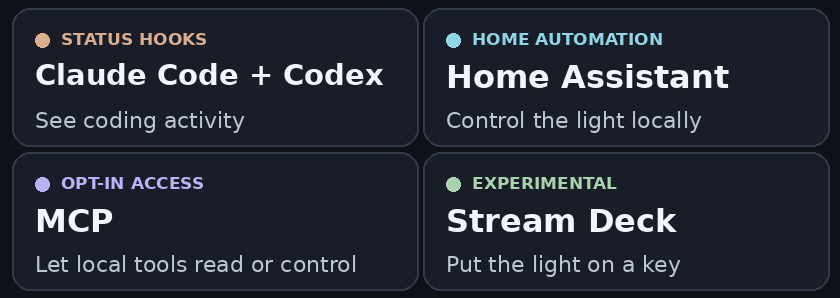 STATUS HOOKS
Claude Code + Codex
See coding activity
HOME AUTOMATION
Home Assistant
Control the light locally
OPT-IN ACCESS
MCP
Let local tools read or control
EXPERIMENTAL
Stream Deck
Put the light on a key